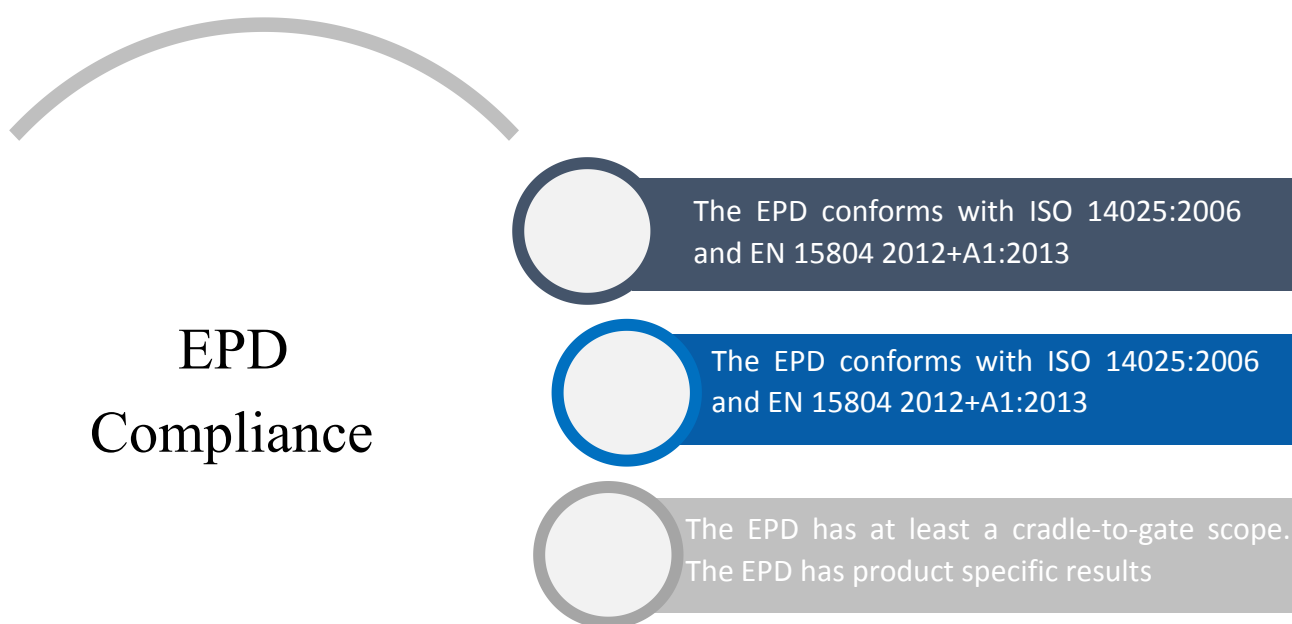 EPD
Compliance
The EPD conforms with ISO 14025:2006
and EN 15804 2012+A1:2013
The EPD conforms with ISO 14025:2006
and EN 15804 2012+A1:2013
The EPD has at least a cradle-to-gate scope.
The EPD has product specific results